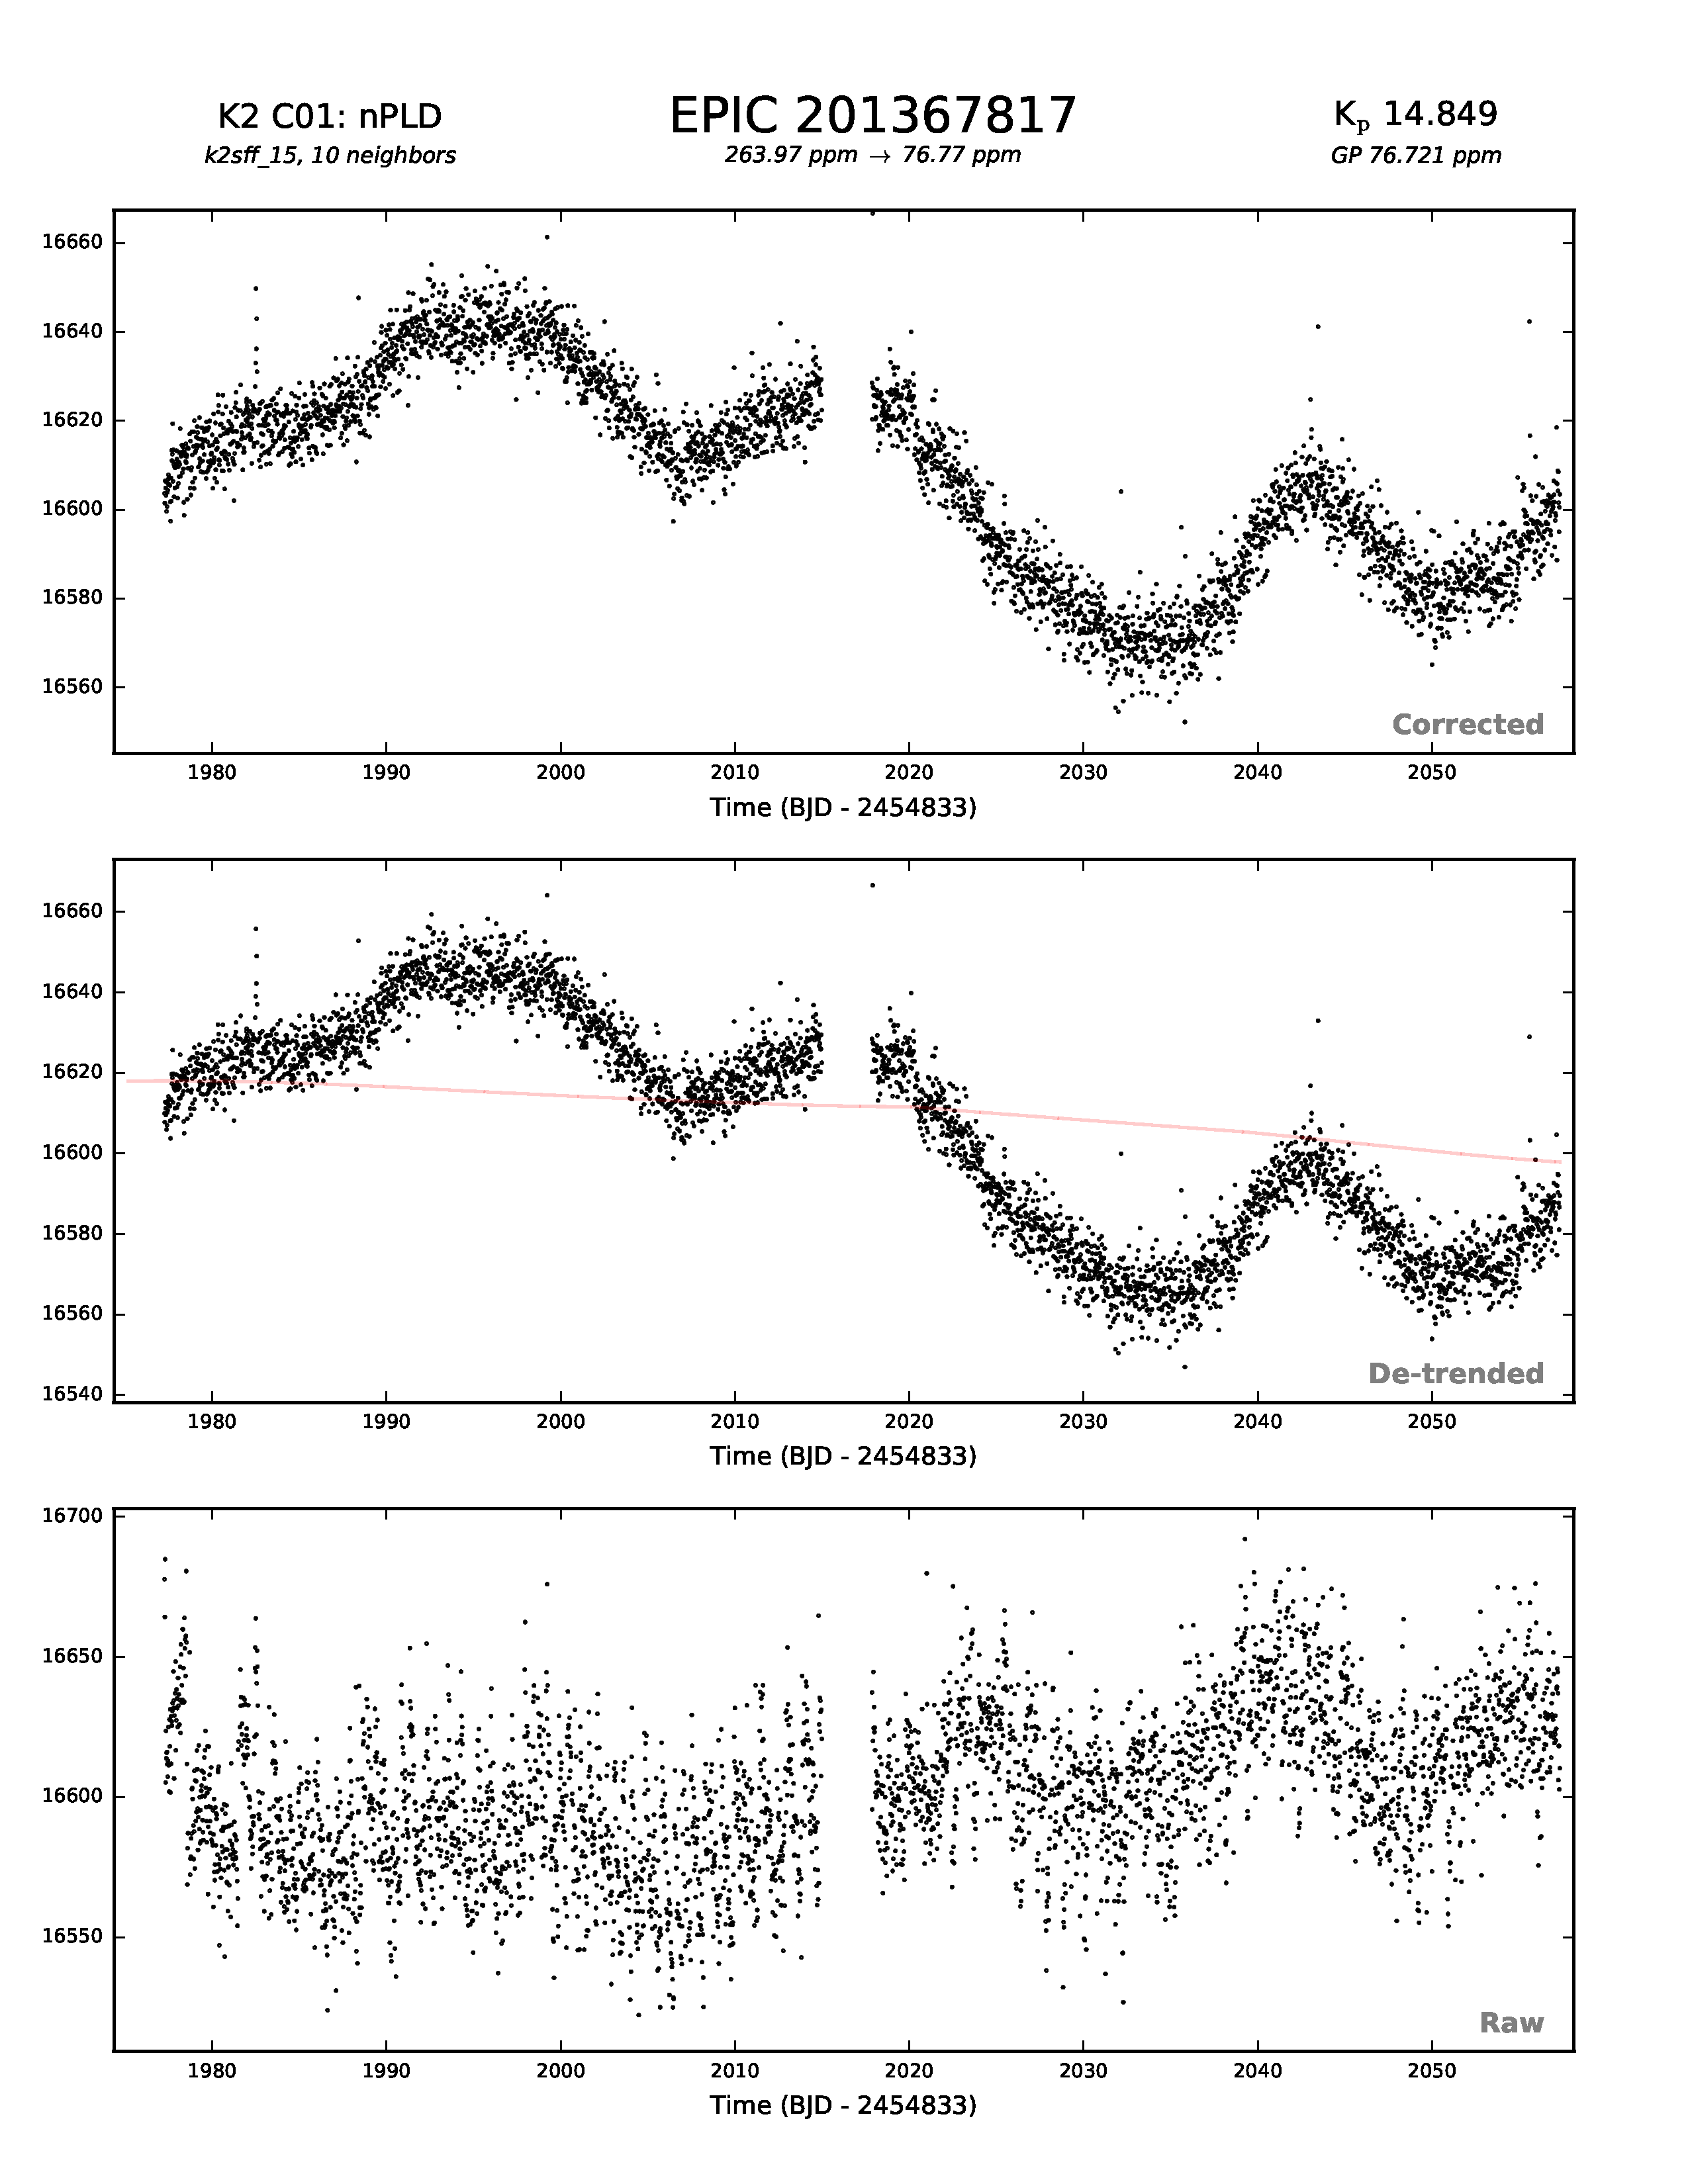 K2 C01: nPLD EPIC 201367817 Kp 14.849
k2sff_15, 10 neighbors 263.97 ppm → 76.77 ppm GP 76.721 ppm
16660
16640
16620
16600
16580
16560
Corrected
1980 1990 2000 2010 2020 2030 2040 2050
Time (BJD - 2454833)
16660
16640
16620
16600
16580
16560
De-trended
16540
1980 1990 2000 2010 2020 2030 2040 2050
Time (BJD - 2454833)
16700
16650
16600
16550
Raw
1980 1990 2000 2010 2020 2030 2040 2050
Time (BJD - 2454833)